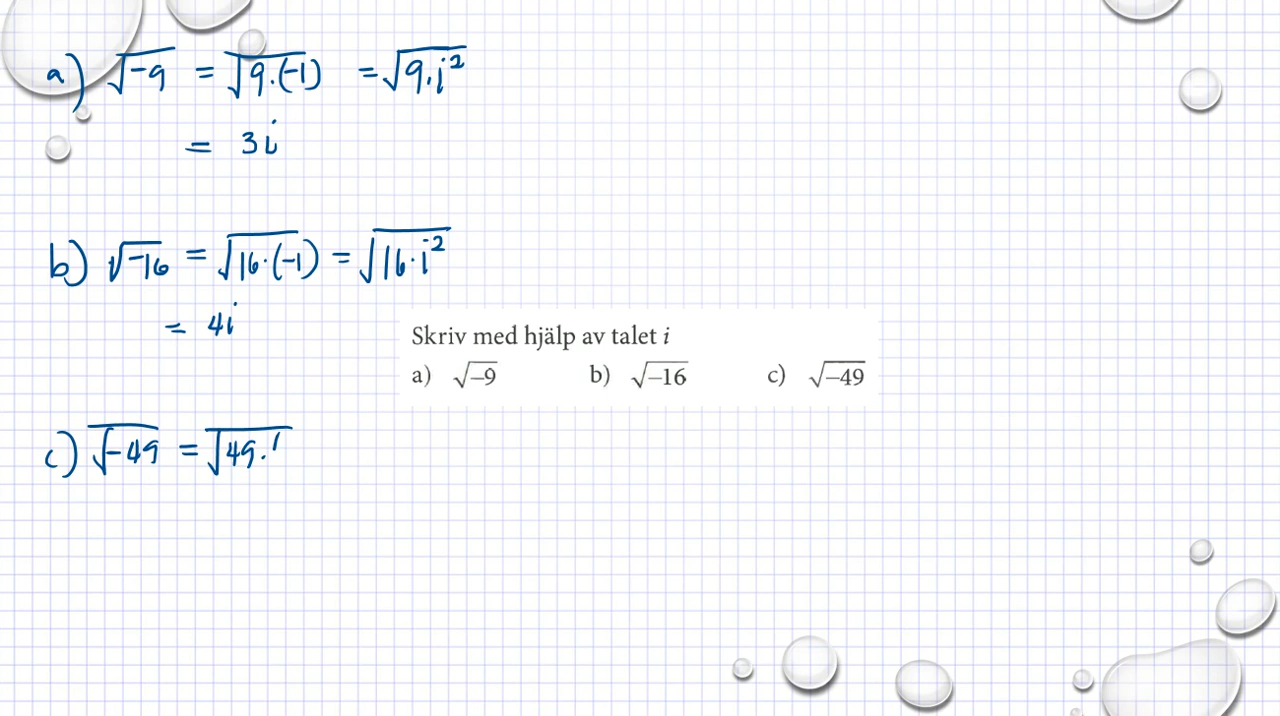 a) √-9 = √9·(-1) = √9·i²
= 3i
b) √-16 = √16·(-1) = √16·i²
= 4i
Skriv med hjälp av talet i
a) √–9 b) √–16 c) √–49
c) √-49 = √49·